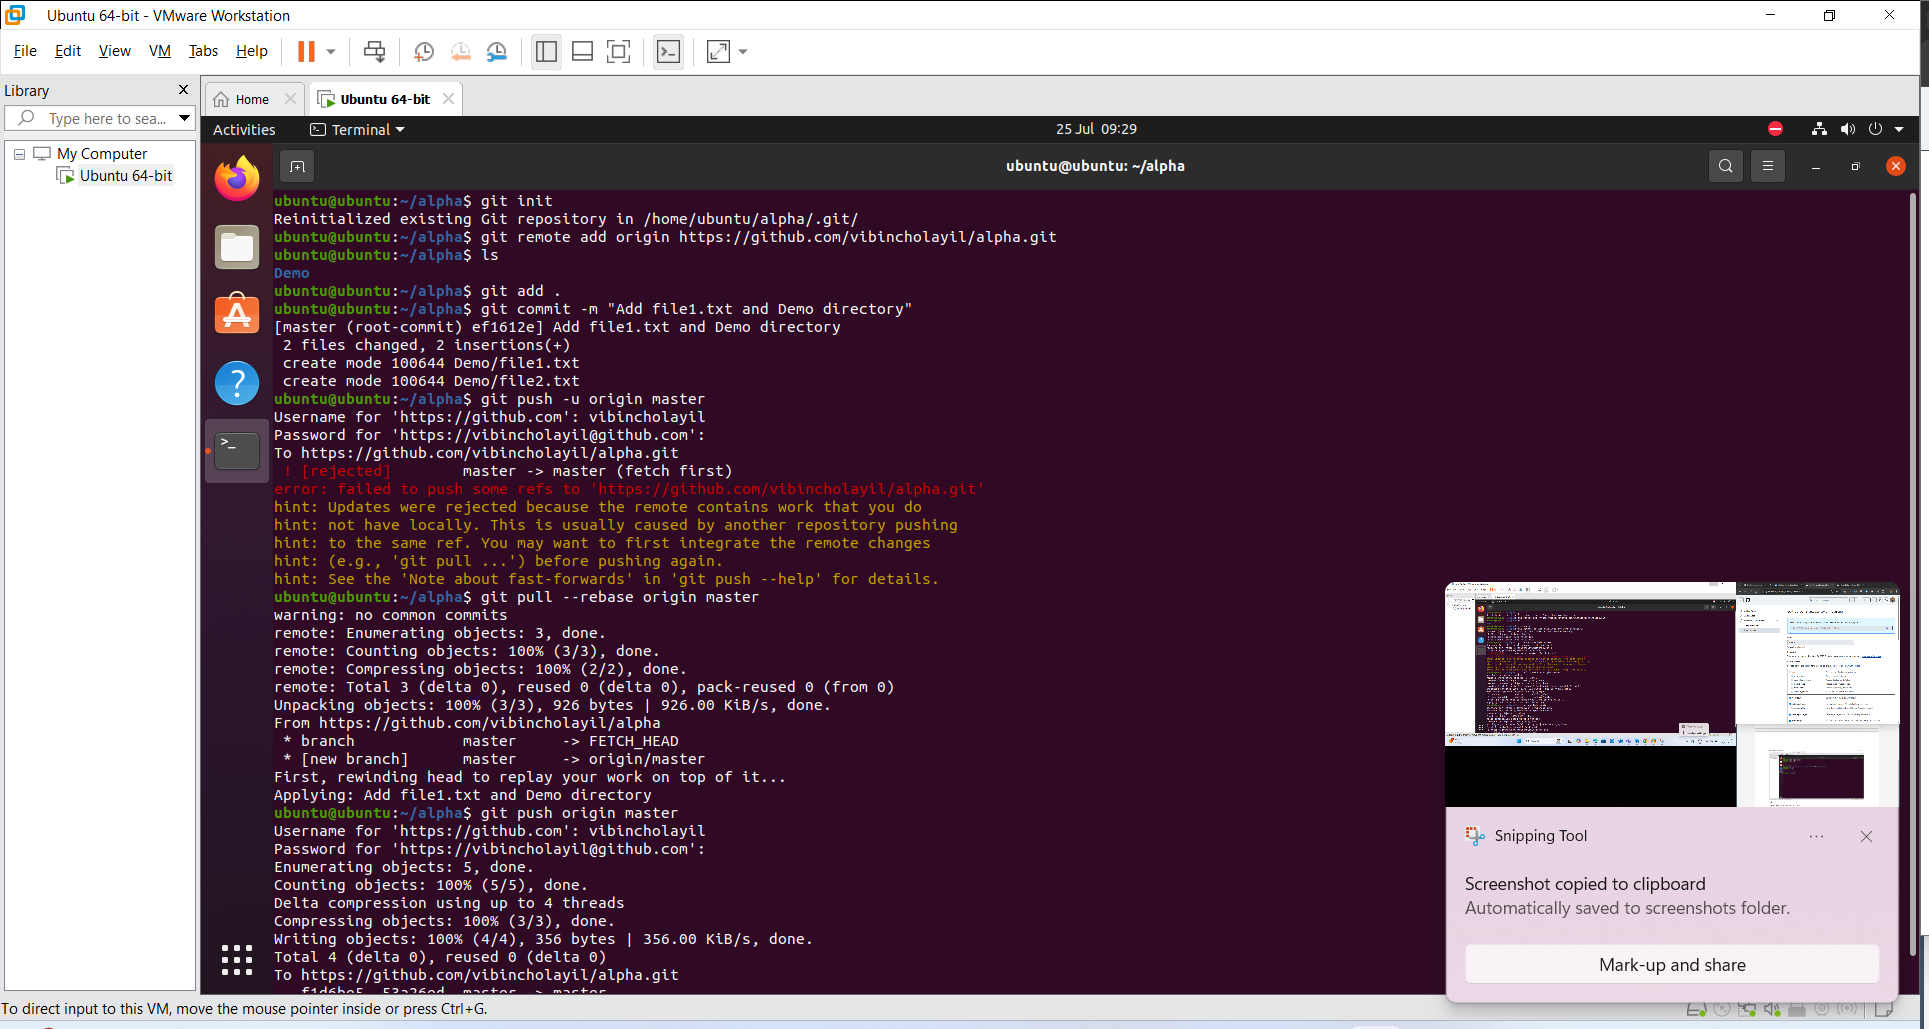 Ubuntu 64-bit - VMware Workstation
File Edit View VM Tabs Help
Library
Type here to sea...
My Computer
Ubuntu 64-bit
Home
Ubuntu 64-bit
Activities
Terminal
25 Jul 09:29
ubuntu@ubuntu: ~/alpha
ubuntu@ubuntu:~/alpha$ git init
Reinitialized existing Git repository in /home/ubuntu/alpha/.git/
ubuntu@ubuntu:~/alpha$ git remote add origin https://github.com/vibincholayil/alpha.git
ubuntu@ubuntu:~/alpha$ ls
Demo
ubuntu@ubuntu:~/alpha$ git add .
ubuntu@ubuntu:~/alpha$ git commit -m "Add file1.txt and Demo directory"
[master (root-commit) ef1612e] Add file1.txt and Demo directory
 2 files changed, 2 insertions(+)
 create mode 100644 Demo/file1.txt
 create mode 100644 Demo/file2.txt
ubuntu@ubuntu:~/alpha$ git push -u origin master
Username for 'https://github.com': vibincholayil
Password for 'https://vibincholayil@github.com':
To https://github.com/vibincholayil/alpha.git
 ! [rejected]        master -> master (fetch first)
error: failed to push some refs to 'https://github.com/vibincholayil/alpha.git'
hint: Updates were rejected because the remote contains work that you do
hint: not have locally. This is usually caused by another repository pushing
hint: to the same ref. You may want to first integrate the remote changes
hint: (e.g., 'git pull ...') before pushing again.
hint: See the 'Note about fast-forwards' in 'git push --help' for details.
ubuntu@ubuntu:~/alpha$ git pull --rebase origin master
warning: no common commits
remote: Enumerating objects: 3, done.
remote: Counting objects: 100% (3/3), done.
remote: Compressing objects: 100% (2/2), done.
remote: Total 3 (delta 0), reused 0 (delta 0), pack-reused 0 (from 0)
Unpacking objects: 100% (3/3), 926 bytes | 926.00 KiB/s, done.
From https://github.com/vibincholayil/alpha
 * branch            master     -> FETCH_HEAD
 * [new branch]      master     -> origin/master
First, rewinding head to replay your work on top of it...
Applying: Add file1.txt and Demo directory
ubuntu@ubuntu:~/alpha$ git push origin master
Username for 'https://github.com': vibincholayil
Password for 'https://vibincholayil@github.com':
Enumerating objects: 5, done.
Counting objects: 100% (5/5), done.
Delta compression using up to 4 threads
Compressing objects: 100% (3/3), done.
Writing objects: 100% (4/4), 356 bytes | 356.00 KiB/s, done.
Total 4 (delta 0), reused 0 (delta 0)
To https://github.com/vibincholayil/alpha.git
master -> master
Snipping Tool
Screenshot copied to clipboard
Automatically saved to screenshots folder.
Mark-up and share
To direct input to this VM, move the mouse pointer inside or press Ctrl+G.